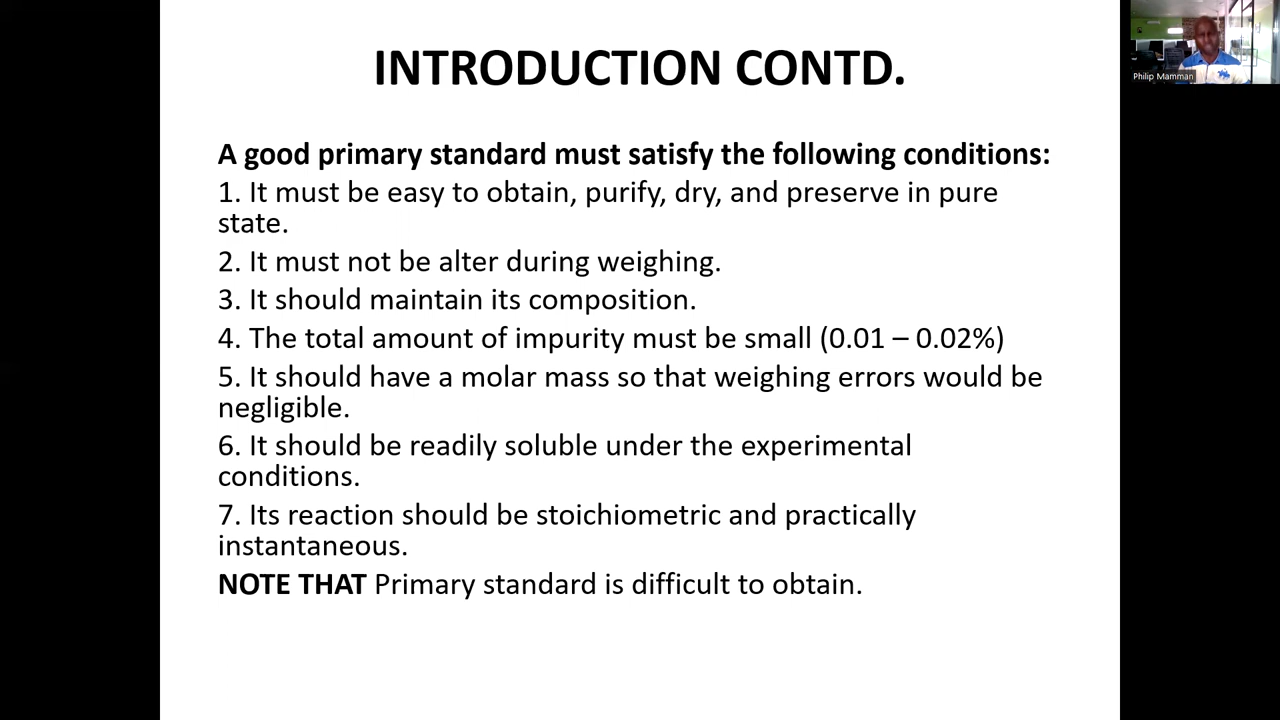 INTRODUCTION CONTD.
Philip Mamman
A good primary standard must satisfy the following conditions:
1. It must be easy to obtain, purify, dry, and preserve in pure
state.
2. It must not be alter during weighing.
3. It should maintain its composition.
4. The total amount of impurity must be small (0.01 – 0.02%)
5. It should have a molar mass so that weighing errors would be
negligible.
6. It should be readily soluble under the experimental
conditions.
7. Its reaction should be stoichiometric and practically
instantaneous.
NOTE THAT Primary standard is difficult to obtain.